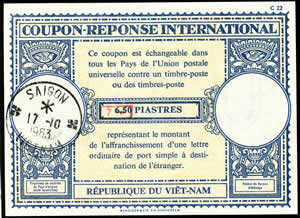 C 22
COUPON-REPONSE INTERNATIONAL
Ce coupon est échangeable dans
tous les Pays de l'Union postale
universelle contre un timbre-poste
ou des timbres-poste
6,50 PIASTRES
représentant le montant de
l'affranchissement d'une lettre
ordinaire de port simple à desti-
nation de l'étranger.
RÉPUBLIQUE DU VIÊT-NAM
SAIGON
17-10
1963